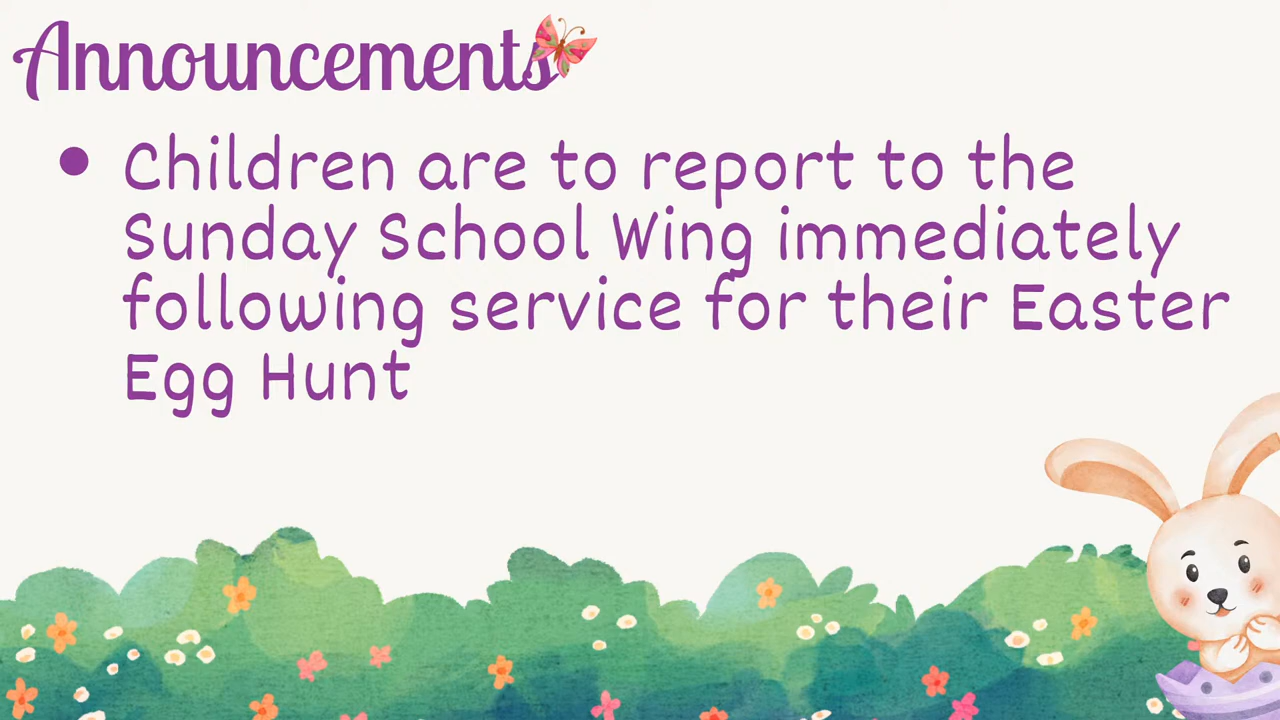 Announcements
• Children are to report to the
Sunday School Wing immediately
following service for their Easter
Egg Hunt